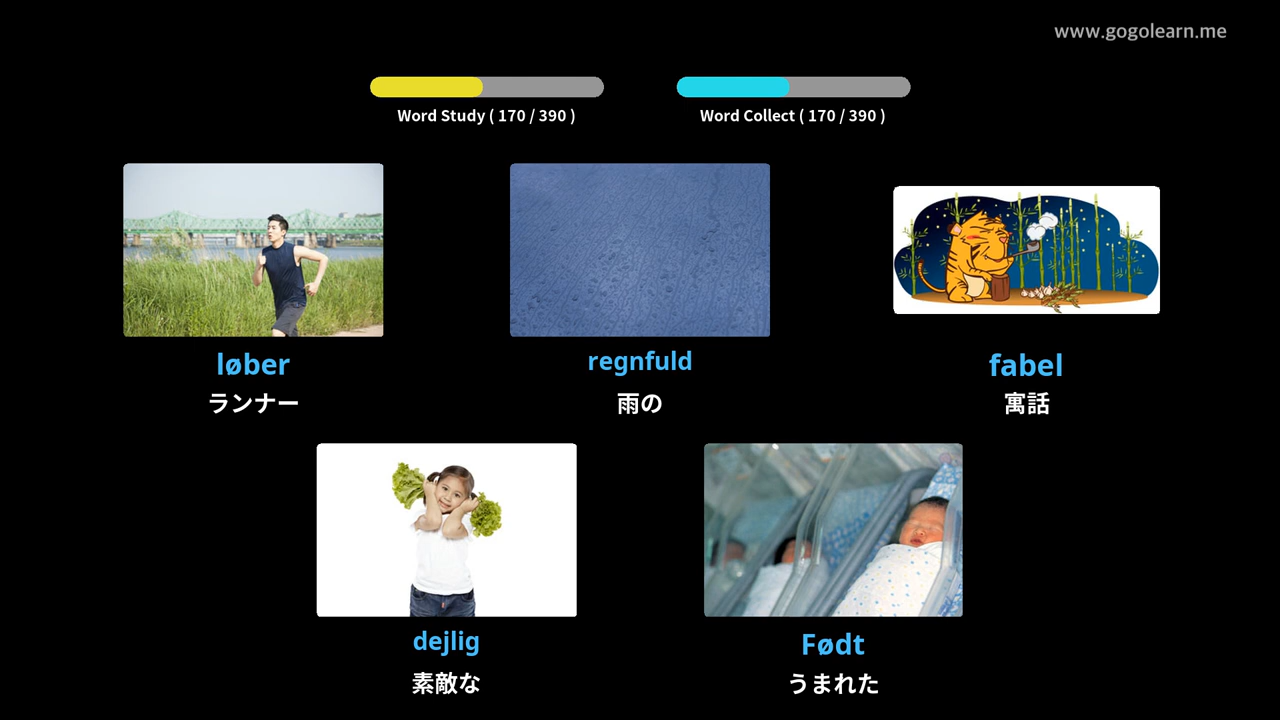 www.gogolearn.me
Word Study ( 170 / 390 )
Word Collect ( 170 / 390 )
løber
ランナー
regnfuld
雨の
fabel
寓話
dejlig
素敵な
Født
うまれた